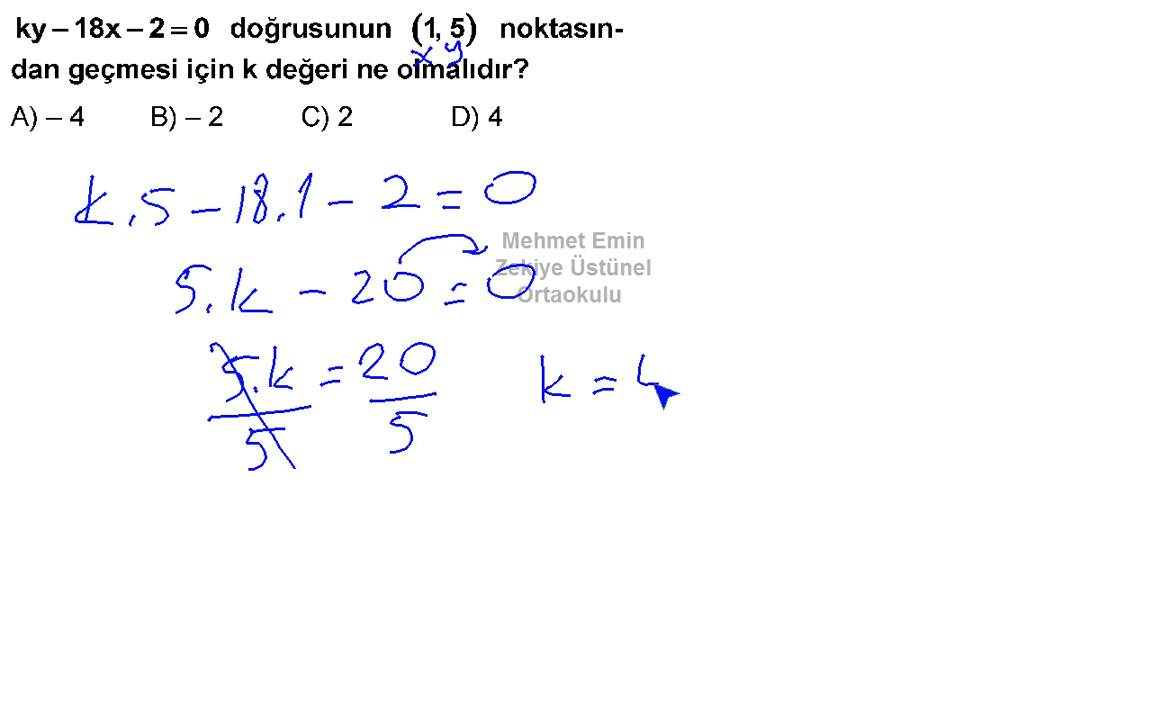 ky – 18x – 2 = 0 doğrusunun (1, 5) noktasın-
x y
dan geçmesi için k değeri ne olmalıdır?
A) – 4 B) – 2 C) 2 D) 4
k.5 – 18.1 – 2 = 0
Mehmet Emin
Zekiye Üstünel
Ortaokulu
5.k – 20 = 0
5.k = 20 k = 4
5 5